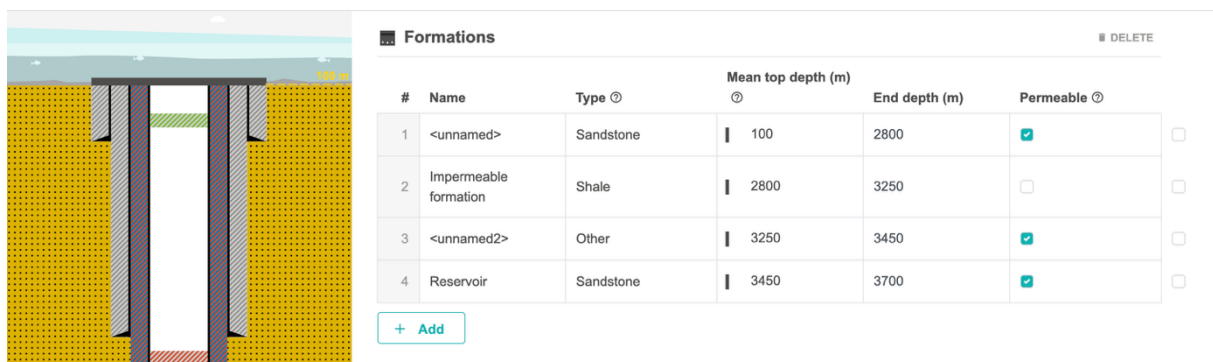 100 m
Formations
DELETE
Mean top depth (m)
# Name Type ? ? End depth (m) Permeable ?
1 <unnamed> Sandstone 100 2800
Impermeable
2 Shale 2800 3250
formation
3 <unnamed2> Other 3250 3450
4 Reservoir Sandstone 3450 3700
+ Add